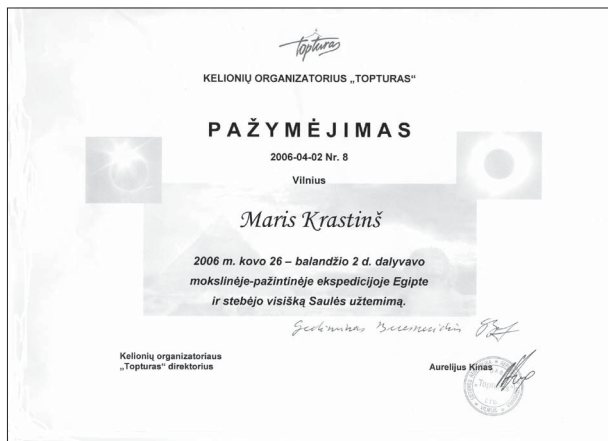 topturas
KELIONIŲ ORGANIZATORIUS „TOPTURAS“
PAŽYMĖJIMAS
2006-04-02 Nr. 8
Vilnius
Maris Krastinš
2006 m. kovo 26 – balandžio 2 d. dalyvavo
mokslinėje-pažintinėje ekspedicijoje Egipte
ir stebėjo visišką Saulės užtemimą.
Kelionių organizatoriaus
„Topturas“ direktorius
Aurelijus Kinas